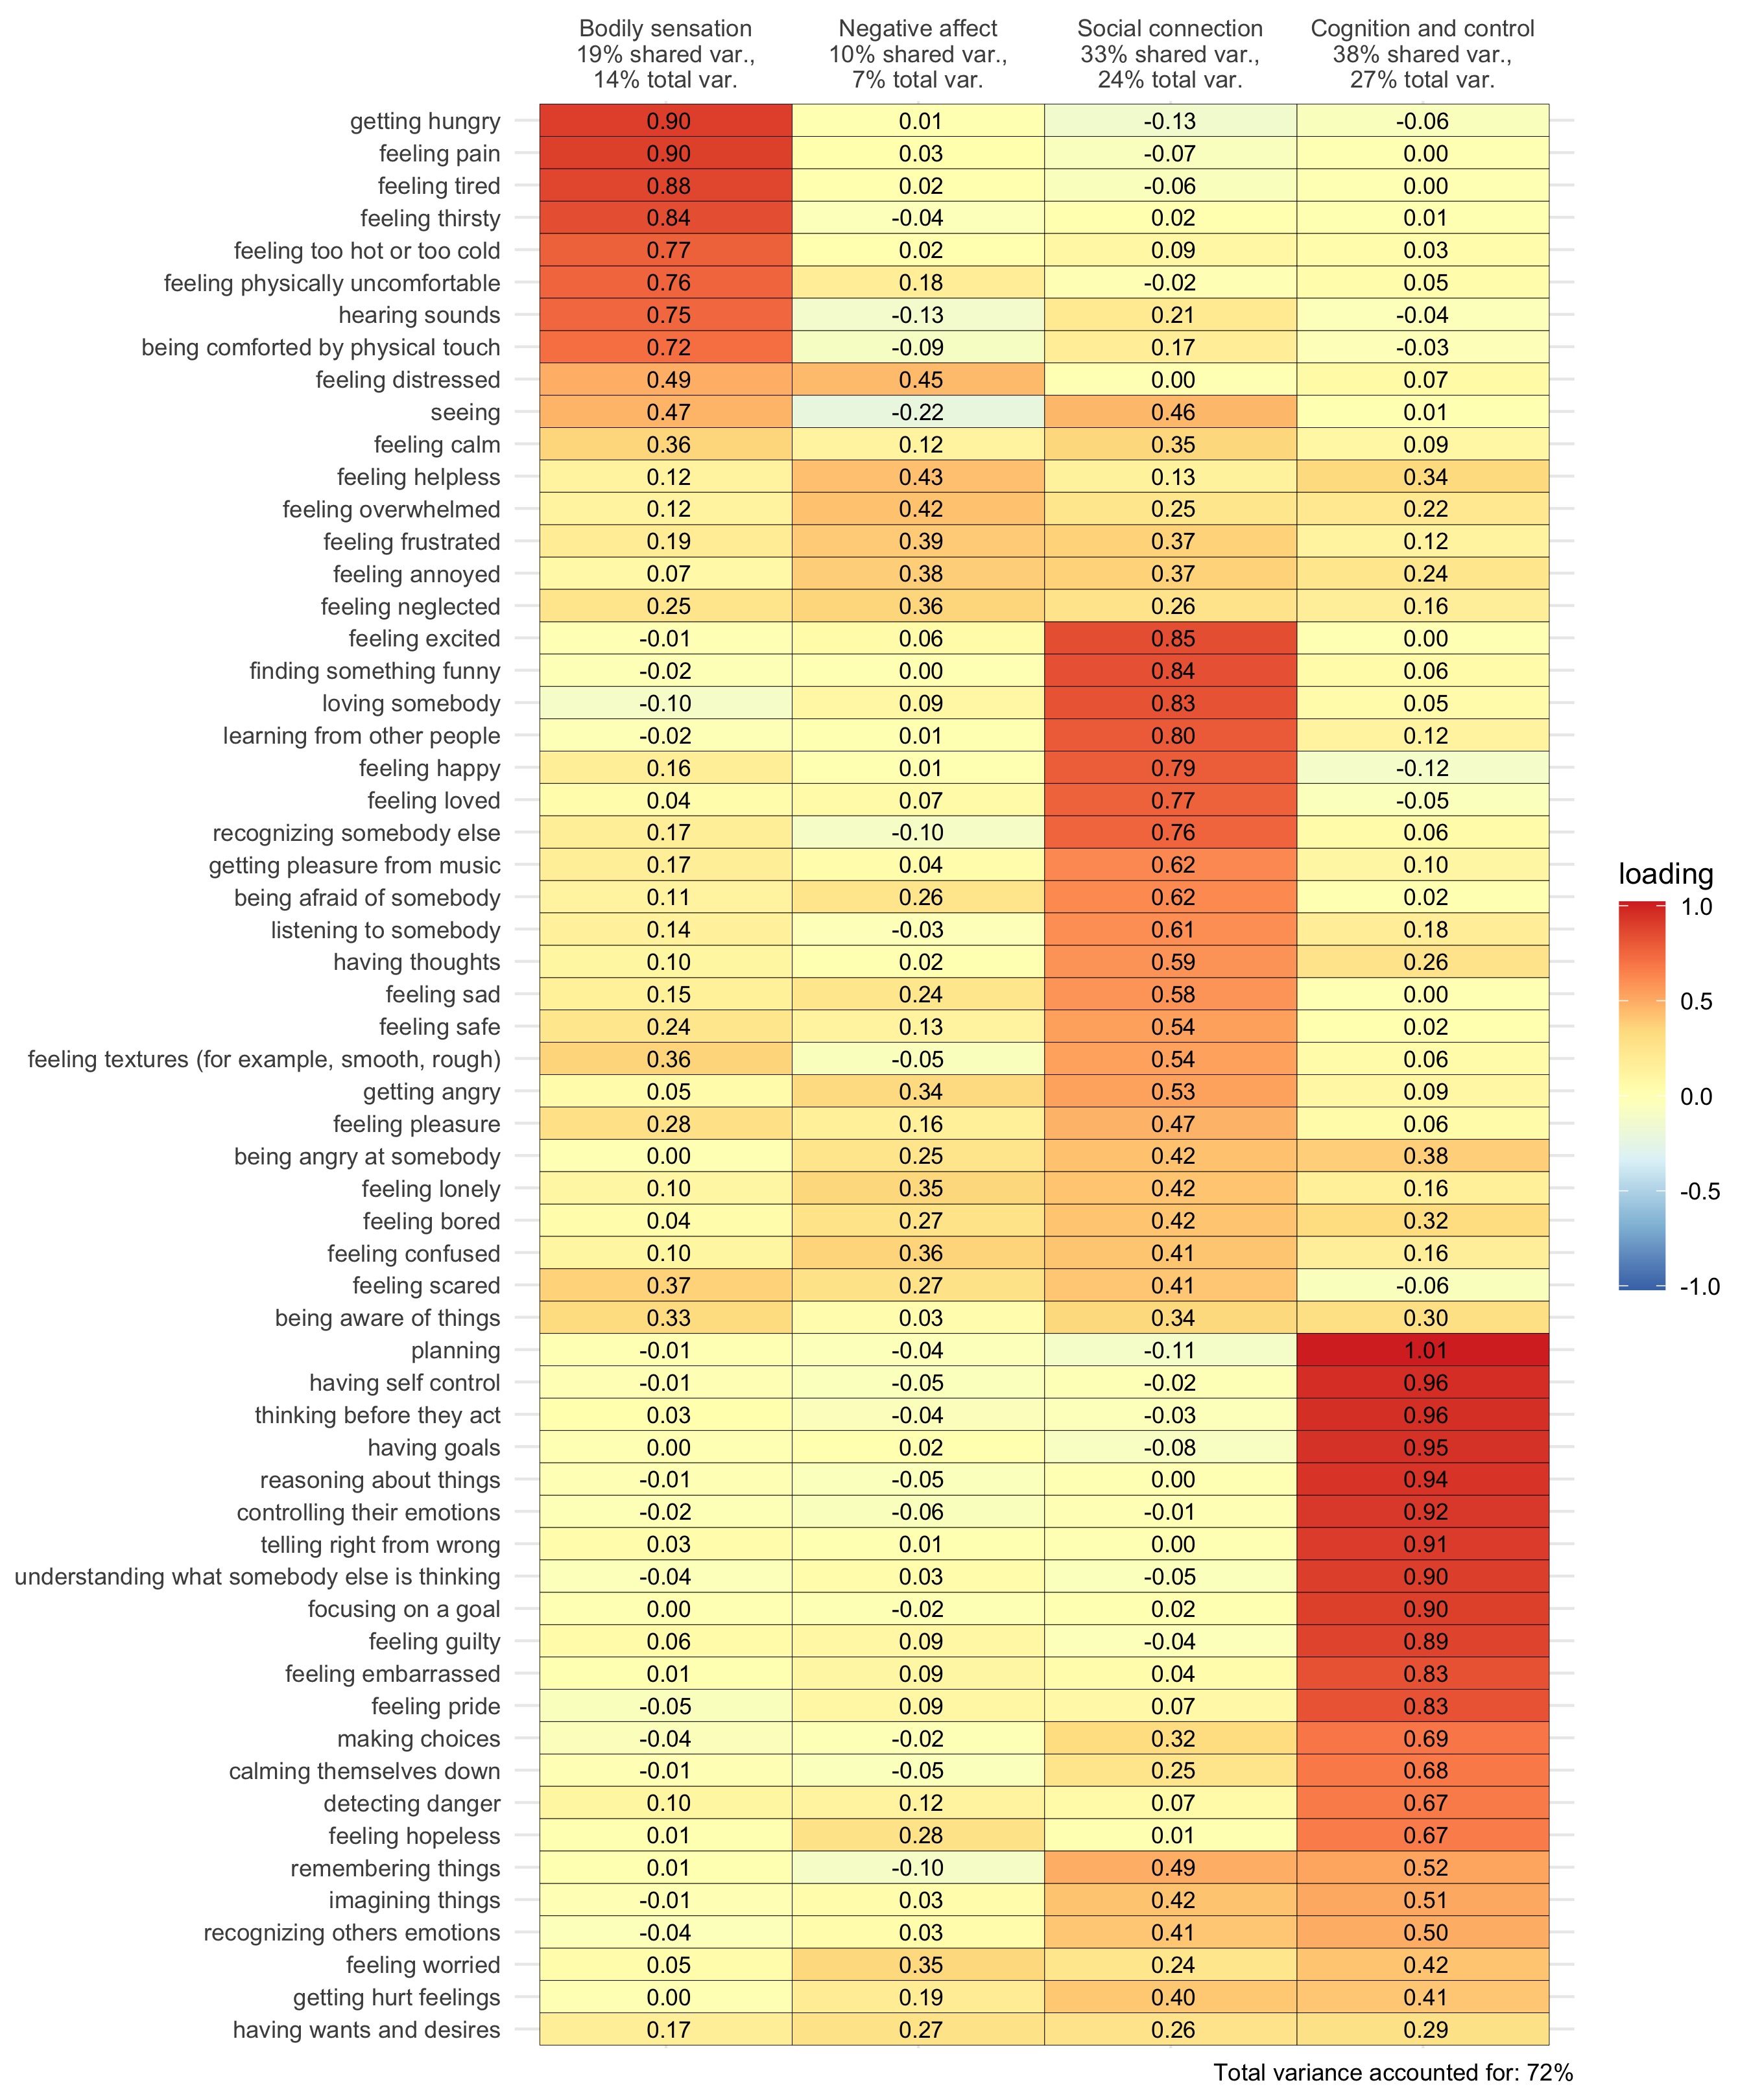 Bodily sensation
19% shared var.,
14% total var.
Negative affect
10% shared var.,
7% total var.
Social connection
33% shared var.,
24% total var.
Cognition and control
38% shared var.,
27% total var.
getting hungry 0.90 0.01 -0.13 -0.06
feeling pain 0.90 0.03 -0.07 0.00
feeling tired 0.88 0.02 -0.06 0.00
feeling thirsty 0.84 -0.04 0.02 0.01
feeling too hot or too cold 0.77 0.02 0.09 0.03
feeling physically uncomfortable 0.76 0.18 -0.02 0.05
hearing sounds 0.75 -0.13 0.21 -0.04
being comforted by physical touch 0.72 -0.09 0.17 -0.03
feeling distressed 0.49 0.45 0.00 0.07
seeing 0.47 -0.22 0.46 0.01
feeling calm 0.36 0.12 0.35 0.09
feeling helpless 0.12 0.43 0.13 0.34
feeling overwhelmed 0.12 0.42 0.25 0.22
feeling frustrated 0.19 0.39 0.37 0.12
feeling annoyed 0.07 0.38 0.37 0.24
feeling neglected 0.25 0.36 0.26 0.16
feeling excited -0.01 0.06 0.85 0.00
finding something funny -0.02 0.00 0.84 0.06
loving somebody -0.10 0.09 0.83 0.05
learning from other people -0.02 0.01 0.80 0.12
feeling happy 0.16 0.01 0.79 -0.12
feeling loved 0.04 0.07 0.77 -0.05
recognizing somebody else 0.17 -0.10 0.76 0.06
getting pleasure from music 0.17 0.04 0.62 0.10
being afraid of somebody 0.11 0.26 0.62 0.02
listening to somebody 0.14 -0.03 0.61 0.18
having thoughts 0.10 0.02 0.59 0.26
feeling sad 0.15 0.24 0.58 0.00
feeling safe 0.24 0.13 0.54 0.02
feeling textures (for example, smooth, rough) 0.36 -0.05 0.54 0.06
getting angry 0.05 0.34 0.53 0.09
feeling pleasure 0.28 0.16 0.47 0.06
being angry at somebody 0.00 0.25 0.42 0.38
feeling lonely 0.10 0.35 0.42 0.16
feeling bored 0.04 0.27 0.42 0.32
feeling confused 0.10 0.36 0.41 0.16
feeling scared 0.37 0.27 0.41 -0.06
being aware of things 0.33 0.03 0.34 0.30
planning -0.01 -0.04 -0.11 1.01
having self control -0.01 -0.05 -0.02 0.96
thinking before they act 0.03 -0.04 -0.03 0.96
having goals 0.00 0.02 -0.08 0.95
reasoning about things -0.01 -0.05 0.00 0.94
controlling their emotions -0.02 -0.06 -0.01 0.92
telling right from wrong 0.03 0.01 0.00 0.91
understanding what somebody else is thinking -0.04 0.03 -0.05 0.90
focusing on a goal 0.00 -0.02 0.02 0.90
feeling guilty 0.06 0.09 -0.04 0.89
feeling embarrassed 0.01 0.09 0.04 0.83
feeling pride -0.05 0.09 0.07 0.83
making choices -0.04 -0.02 0.32 0.69
calming themselves down -0.01 -0.05 0.25 0.68
detecting danger 0.10 0.12 0.07 0.67
feeling hopeless 0.01 0.28 0.01 0.67
remembering things 0.01 -0.10 0.49 0.52
imagining things -0.01 0.03 0.42 0.51
recognizing others emotions -0.04 0.03 0.41 0.50
feeling worried 0.05 0.35 0.24 0.42
getting hurt feelings 0.00 0.19 0.40 0.41
having wants and desires 0.17 0.27 0.26 0.29
loading
1.0
0.5
0.0
-0.5
-1.0
Total variance accounted for: 72%